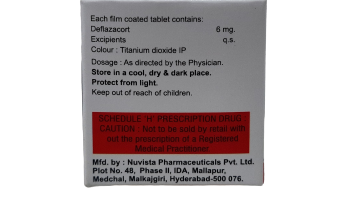 Each film coated tablet contains:
Deflazacort 6 mg.
Excipients q.s.
Colour : Titanium dioxide IP
Dosage : As directed by the Physician.
Store in a cool, dry & dark place.
Protect from light.
Keep out of reach of children.
SCHEDULE 'H' PRESCRIPTION DRUG
CAUTION : Not to be sold by retail with
out the prescription of a Registered
Medical Practitioner.
Mfd. by : Nuvista Pharmaceuticals Pvt. Ltd.
Plot No. 48, Phase II, IDA, Mallapur,
Medchal, Malkajgiri, Hyderabad-500 076.